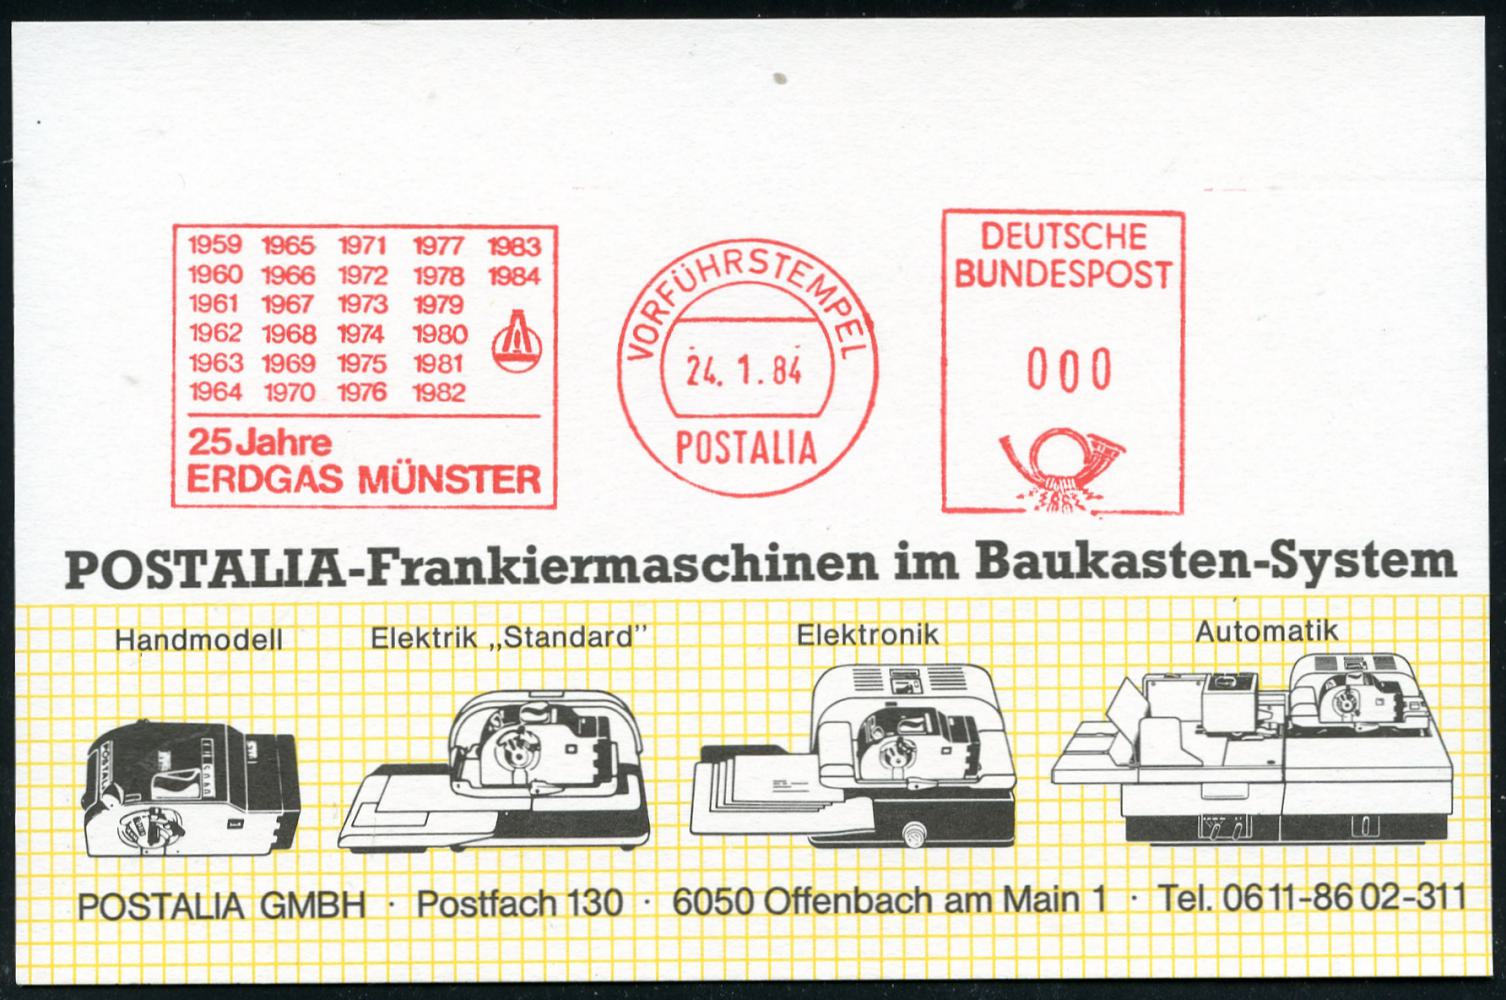 1959 1965 1971 1977 1983
1960 1966 1972 1978 1984
1961 1967 1973 1979
1962 1968 1974 1980
1963 1969 1975 1981
1964 1970 1976 1982
25 Jahre
ERDGAS MÜNSTER
VORFÜHRSTEMPEL
24. 1. 84
POSTALIA
DEUTSCHE
BUNDESPOST
000
POSTALIA-Frankiermaschinen im Baukasten-System
Handmodell
Elektrik „Standard”
Elektronik
Automatik
POSTALIA
POSTALIA GMBH · Postfach 130 · 6050 Offenbach am Main 1 · Tel. 06 11-86 02-311